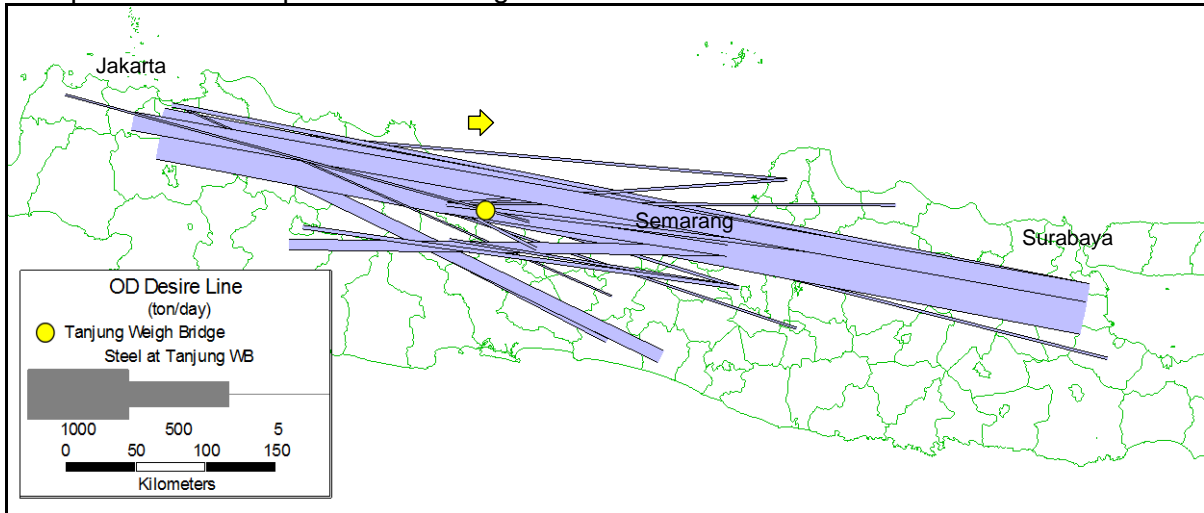 Jakarta
Semarang
Surabaya
OD Desire Line
(ton/day)
Tanjung Weigh Bridge
Steel at Tanjung WB
1000 500 5
0 50 100 150
Kilometers